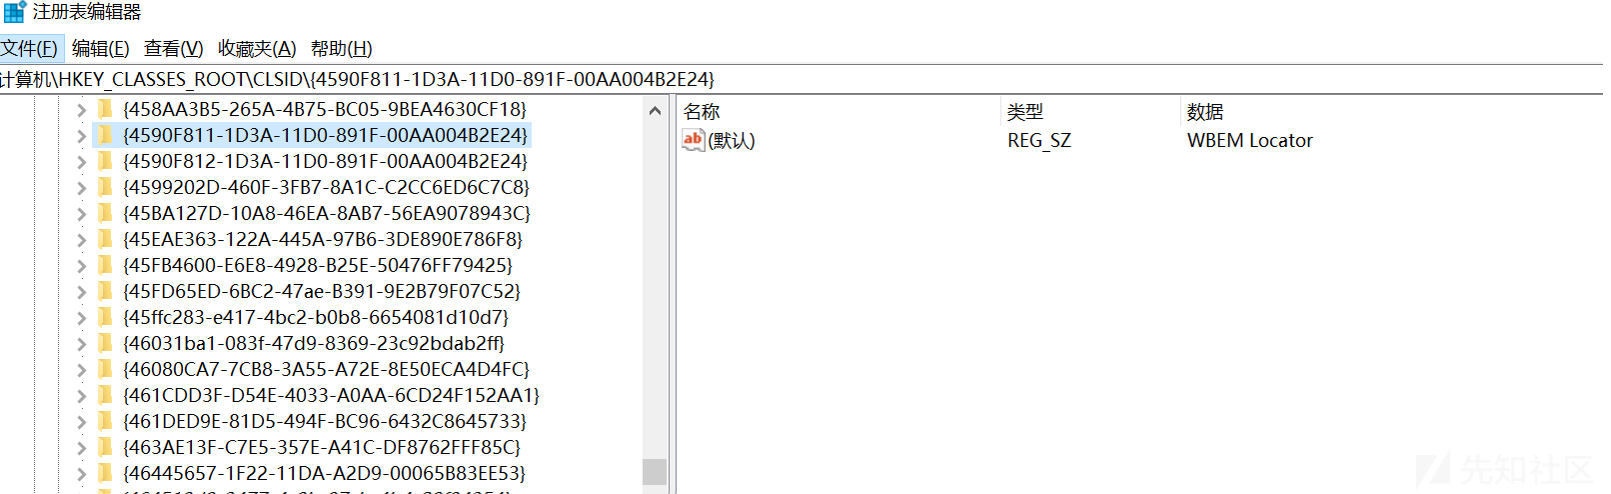 注册表编辑器
文件(F) 编辑(E) 查看(V) 收藏夹(A) 帮助(H)
计算机\HKEY_CLASSES_ROOT\CLSID\{4590F811-1D3A-11D0-891F-00AA004B2E24}
{458AA3B5-265A-4B75-BC05-9BEA4630CF18}
{4590F811-1D3A-11D0-891F-00AA004B2E24}
{4590F812-1D3A-11D0-891F-00AA004B2E24}
{4599202D-460F-3FB7-8A1C-C2CC6ED6C7C8}
{45BA127D-10A8-46EA-8AB7-56EA9078943C}
{45EAE363-122A-445A-97B6-3DE890E786F8}
{45FB4600-E6E8-4928-B25E-50476FF79425}
{45FD65ED-6BC2-47ae-B391-9E2B79F07C52}
{45ffc283-e417-4bc2-b0b8-6654081d10d7}
{46031ba1-083f-47d9-8369-23c92bdab2ff}
{46080CA7-7CB8-3A55-A72E-8E50ECA4D4FC}
{461CDD3F-D54E-4033-A0AA-6CD24F152AA1}
{461DED9E-81D5-494F-BC96-6432C8645733}
{463AE13F-C7E5-357E-A41C-DF8762FFF85C}
{46445657-1F22-11DA-A2D9-00065B83EE53}
名称 类型 数据
ab (默认) REG_SZ WBEM Locator
先知社区